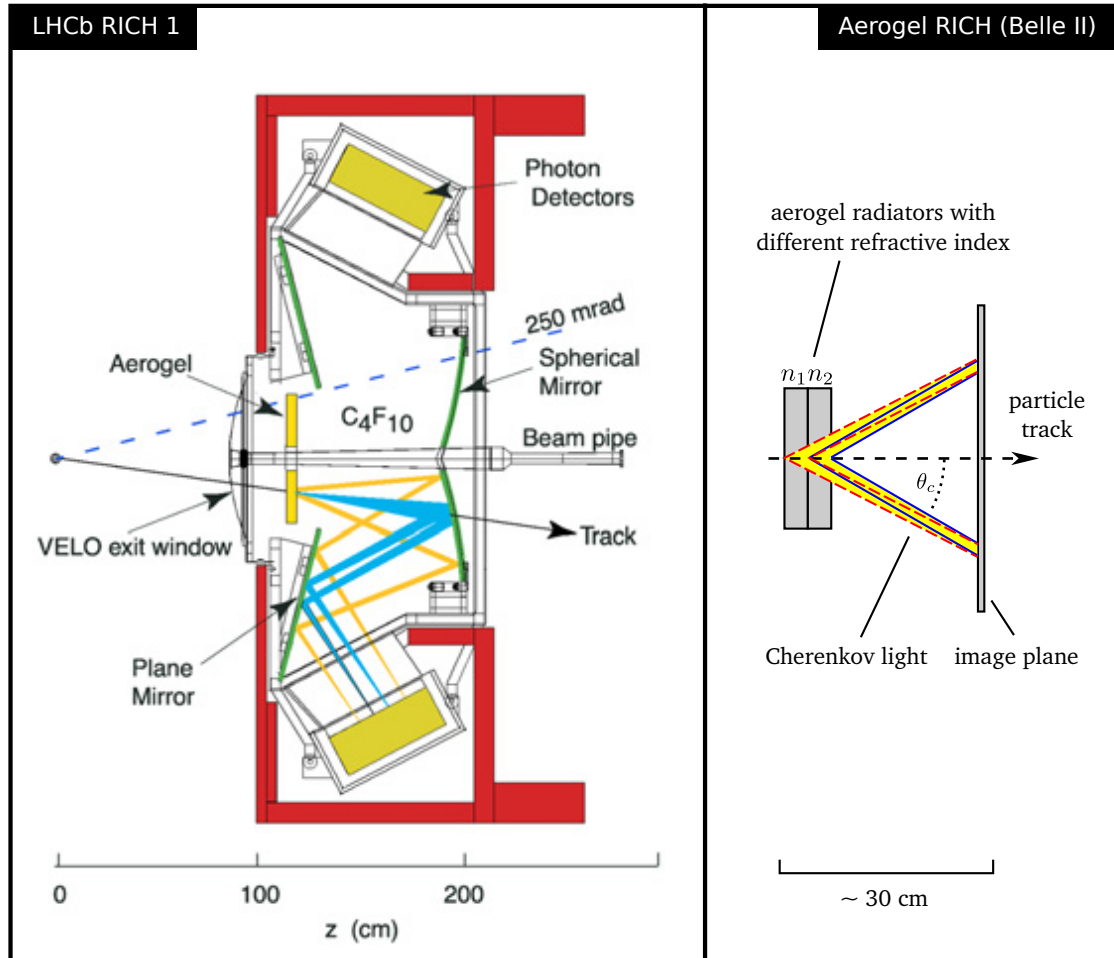 LHCb RICH 1
Photon
Detectors
250 mrad
Aerogel
Spherical
Mirror
C₄F₁₀
Beam pipe
VELO exit window
Track
Plane
Mirror
0
100
200
z (cm)
Aerogel RICH (Belle II)
aerogel radiators with
different refractive index
n₁ n₂
particle
track
θc
Cherenkov light
image plane
~ 30 cm